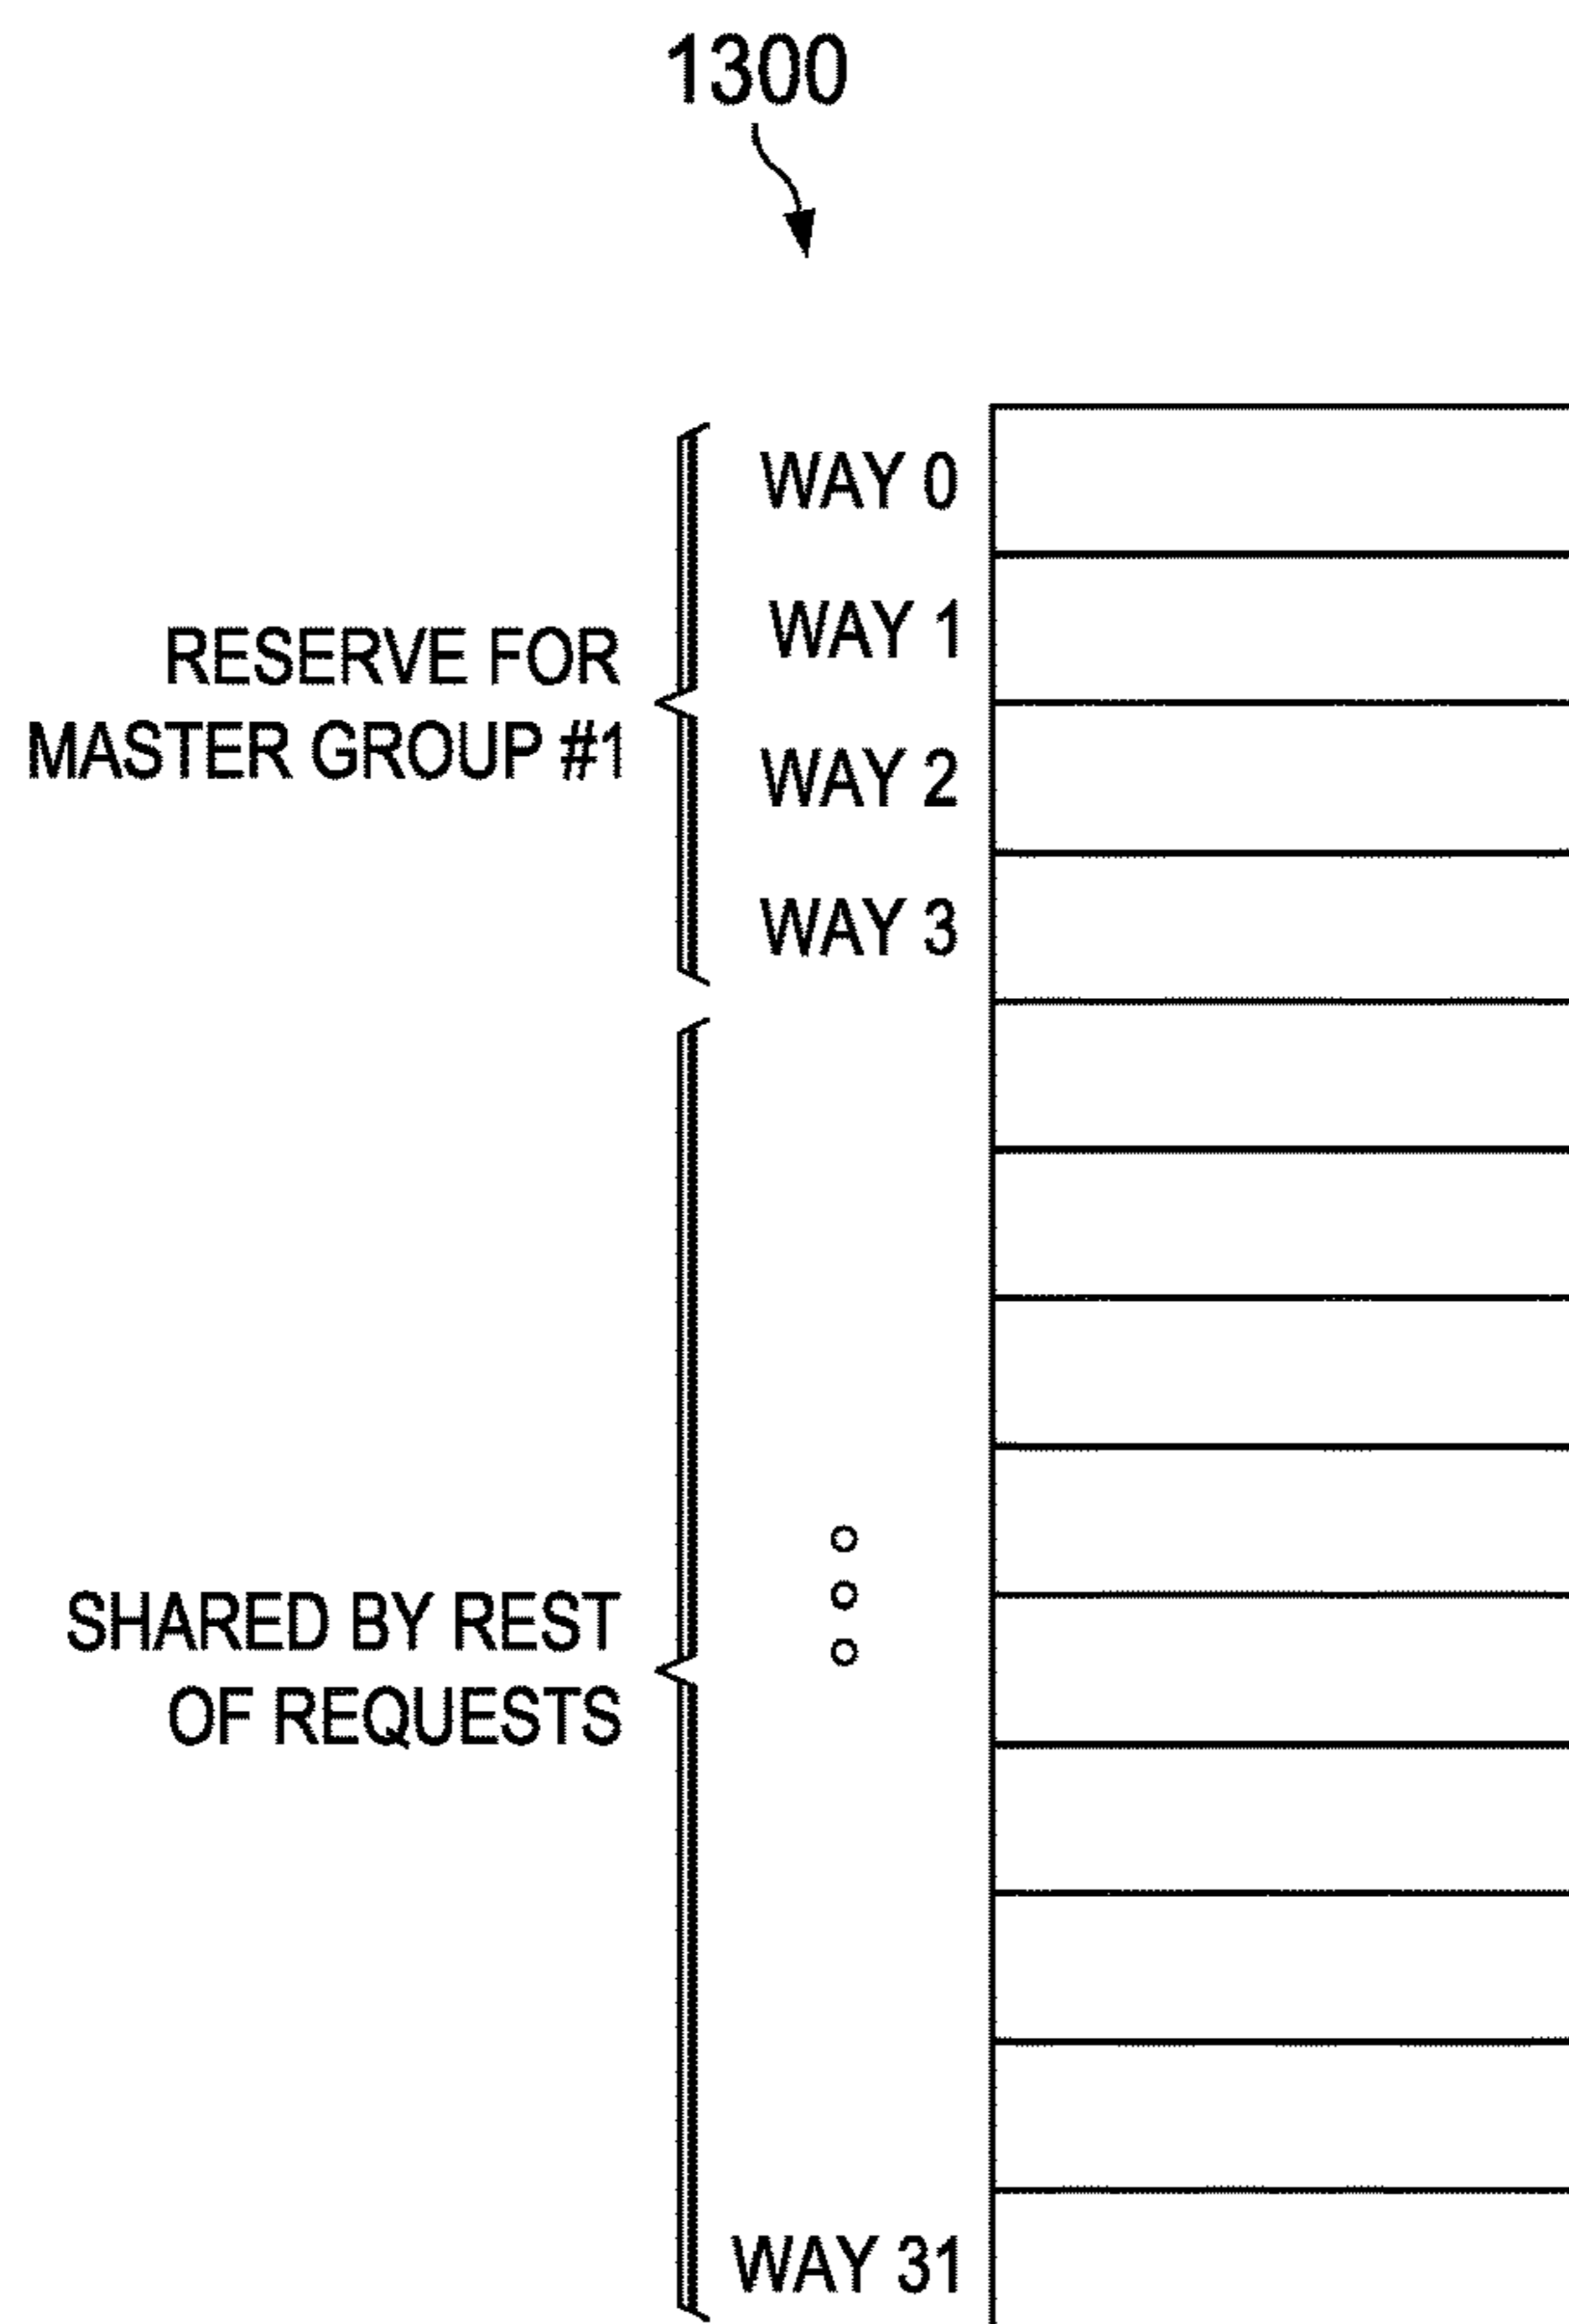 1300
WAY 0
WAY 1
RESERVE FOR
MASTER GROUP #1
WAY 2
WAY 3
SHARED BY REST
OF REQUESTS
WAY 31